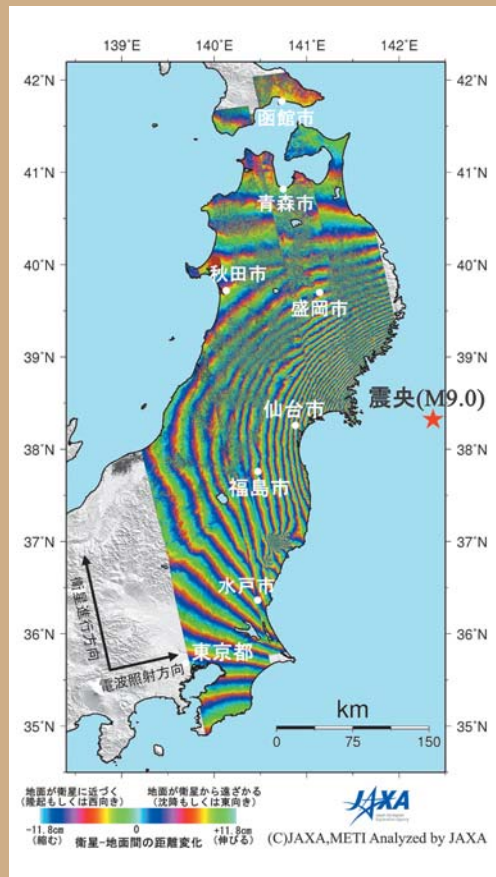 139°E 140°E 141°E 142°E
42°N 42°N
函館市
41°N 41°N
青森市
40°N 40°N
秋田市
盛岡市
39°N 39°N
震央(M9.0)
仙台市
38°N 38°N
福島市
37°N 37°N
水戸市
衛星進行方向
36°N 36°N
東京都
電波照射方向
km
35°N 35°N
0 75 150
地面が衛星に近づく
(隆起もしくは西向き)
地面が衛星から遠ざかる
(沈降もしくは東向き)
-11.8cm 0 +11.8cm
(縮む) 衛星-地面間の距離変化 (伸びる)
JAXA
(C)JAXA,METI Analyzed by JAXA